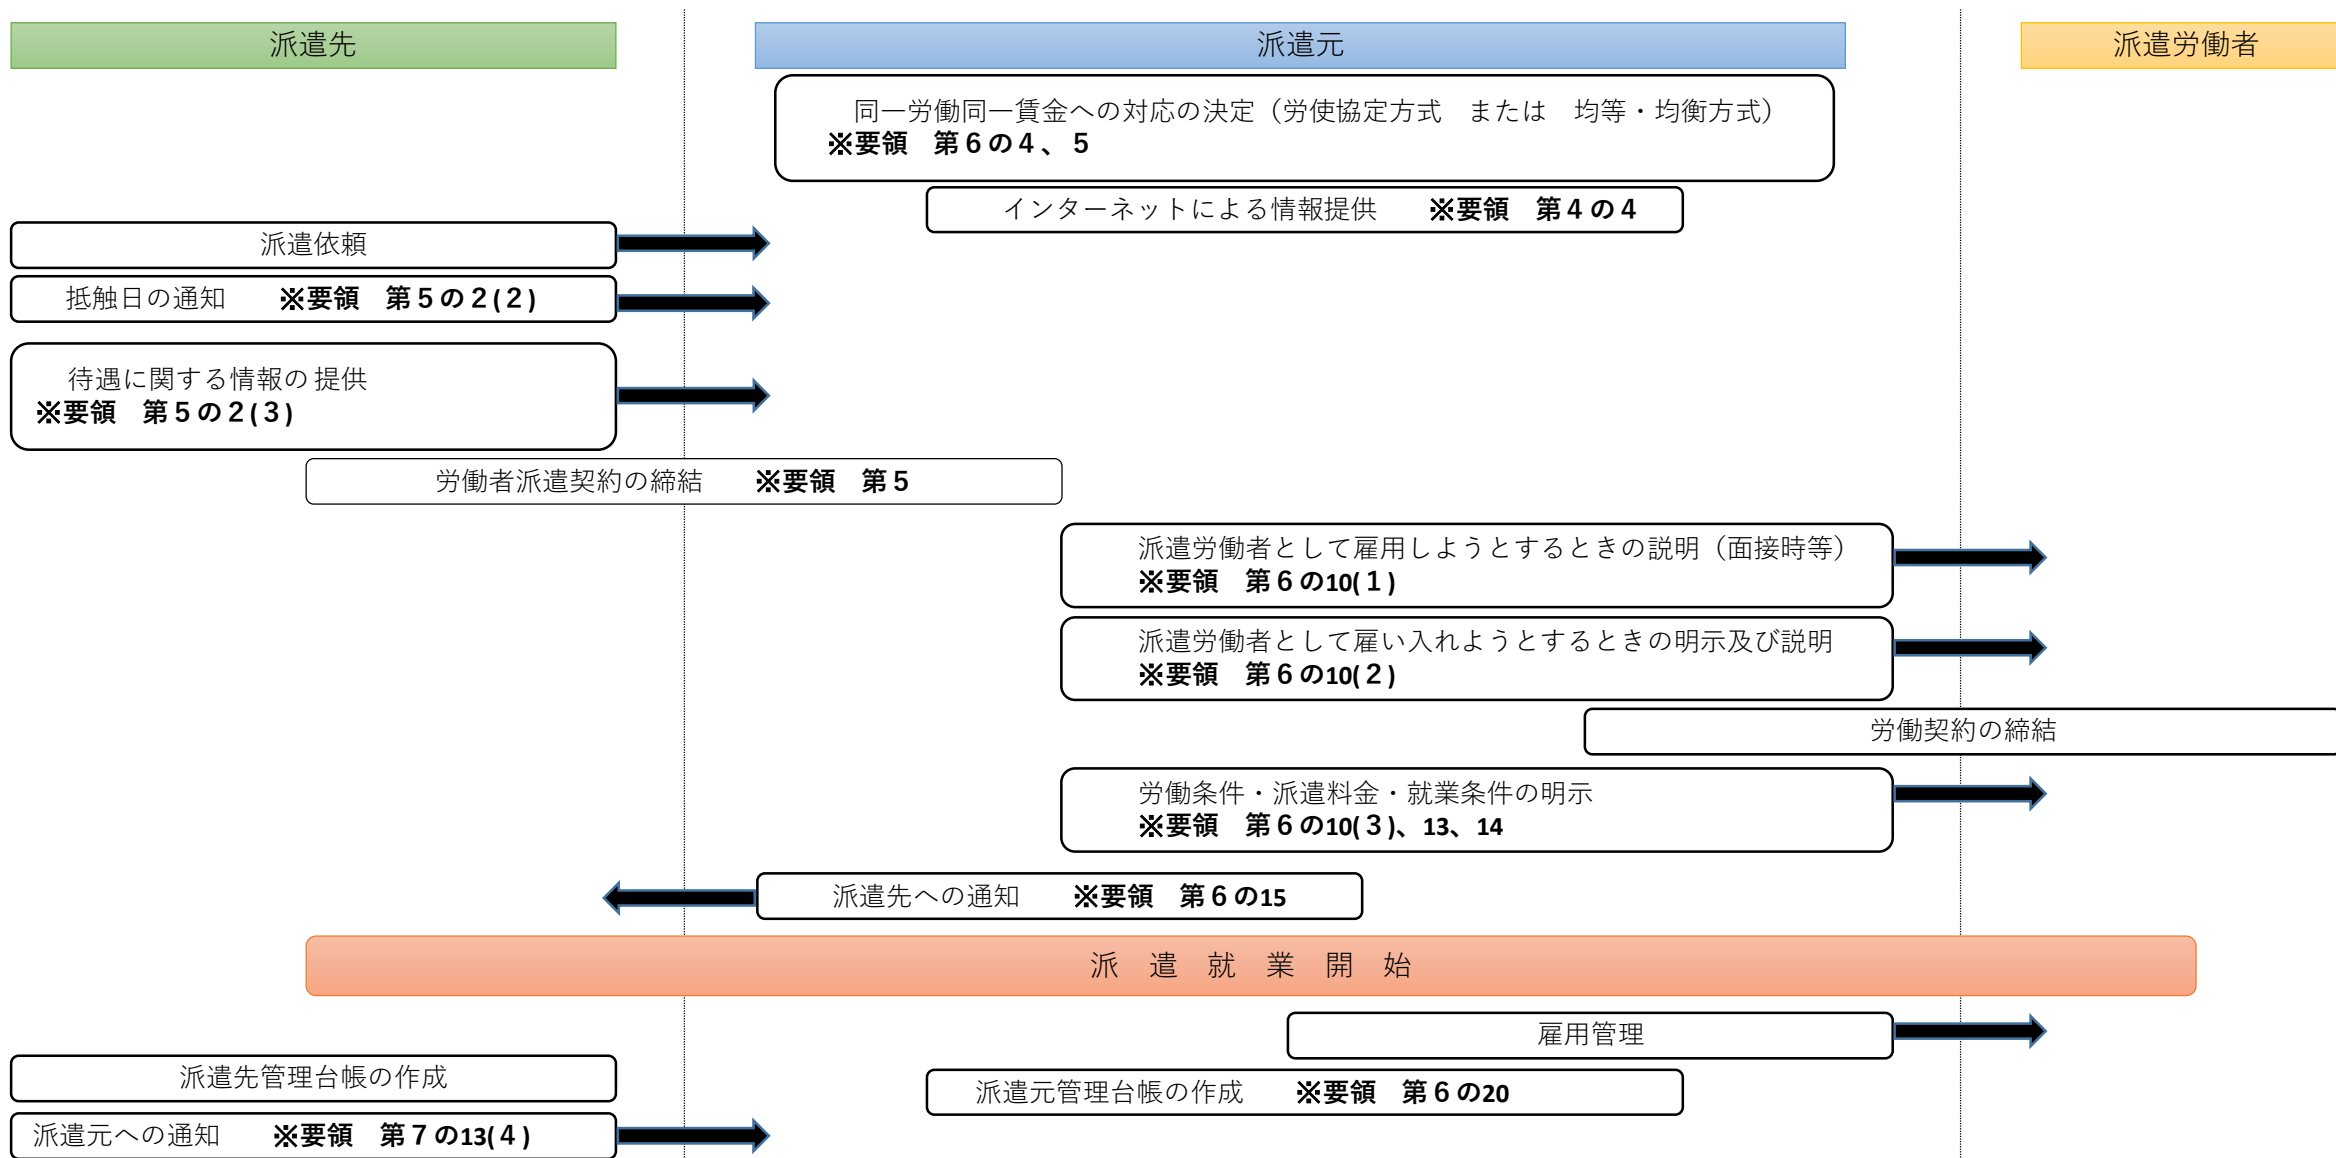 派遣先
派遣元
派遣労働者
同一労働同一賃金への対応の決定（労使協定方式　または　均等・均衡方式）
※要領　第６の４、５
インターネットによる情報提供　　※要領　第４の４
派遣依頼
抵触日の通知　　※要領　第５の２(２)
待遇に関する情報の提供
※要領　第５の２(３)
労働者派遣契約の締結　　※要領　第５
派遣労働者として雇用しようとするときの説明（面接時等）
※要領　第６の10(１)
派遣労働者として雇い入れようとするときの明示及び説明
※要領　第６の10(２)
労働契約の締結
労働条件・派遣料金・就業条件の明示
※要領　第６の10(３)、13、14
派遣先への通知　　※要領　第６の15
派　遣　就　業　開　始
雇用管理
派遣先管理台帳の作成
派遣元管理台帳の作成　　※要領　第６の20
派遣元への通知　　※要領　第７の13(４)